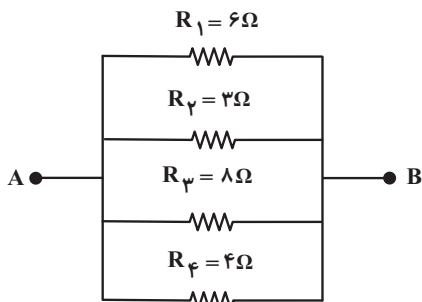 R۱ = ۶Ω
R۲ = ۳Ω
A
B
R۳ = ۸Ω
R۴ = ۴Ω